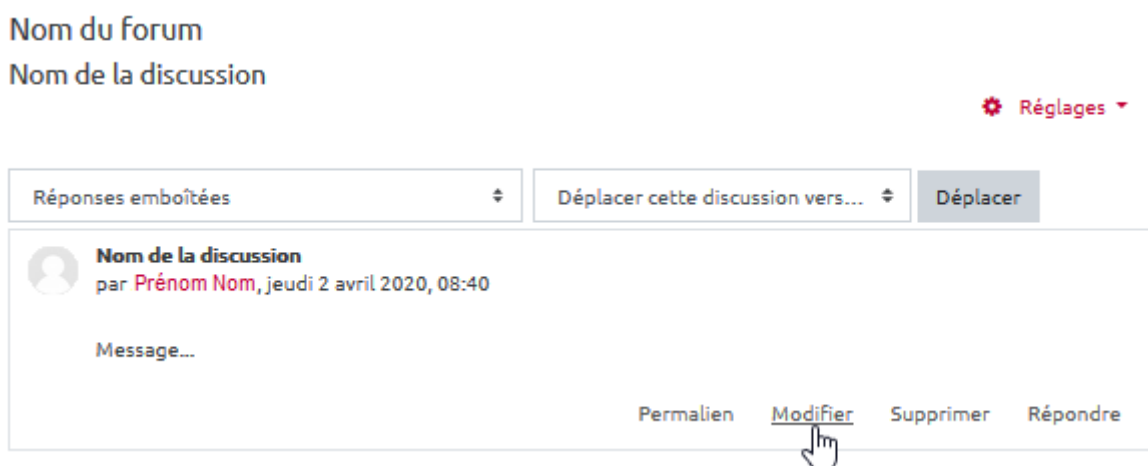 Nom du forum
Nom de la discussion
Réglages
Réponses emboîtées
Déplacer cette discussion vers...
Déplacer
Nom de la discussion
par Prénom Nom, jeudi 2 avril 2020, 08:40
Message...
Permalien Modifier Supprimer Répondre